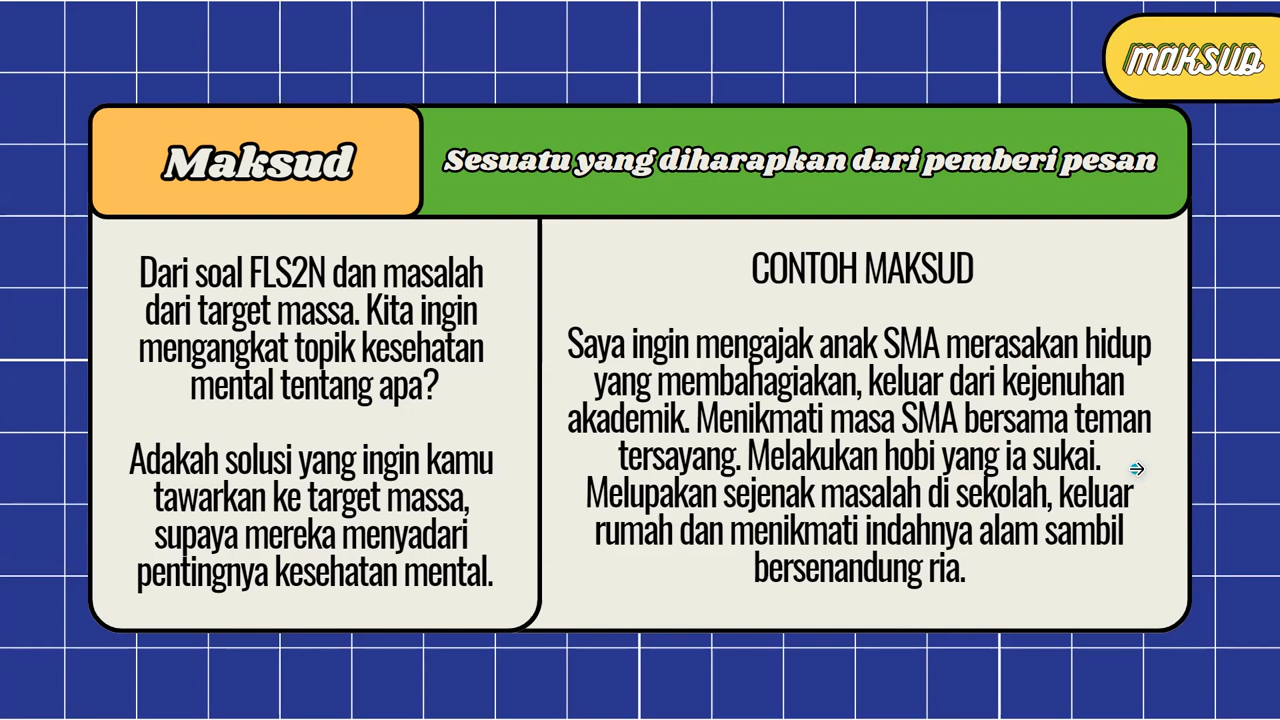 maksud
Maksud
Sesuatu yang diharapkan dari pemberi pesan
Dari soal FLS2N dan masalah
dari target massa. Kita ingin
mengangkat topik kesehatan
mental tentang apa?
Adakah solusi yang ingin kamu
tawarkan ke target massa,
supaya mereka menyadari
pentingnya kesehatan mental.
CONTOH MAKSUD
Saya ingin mengajak anak SMA merasakan hidup
yang membahagiakan, keluar dari kejenuhan
akademik. Menikmati masa SMA bersama teman
tersayang. Melakukan hobi yang ia sukai.
Melupakan sejenak masalah di sekolah, keluar
rumah dan menikmati indahnya alam sambil
bersenandung ria.